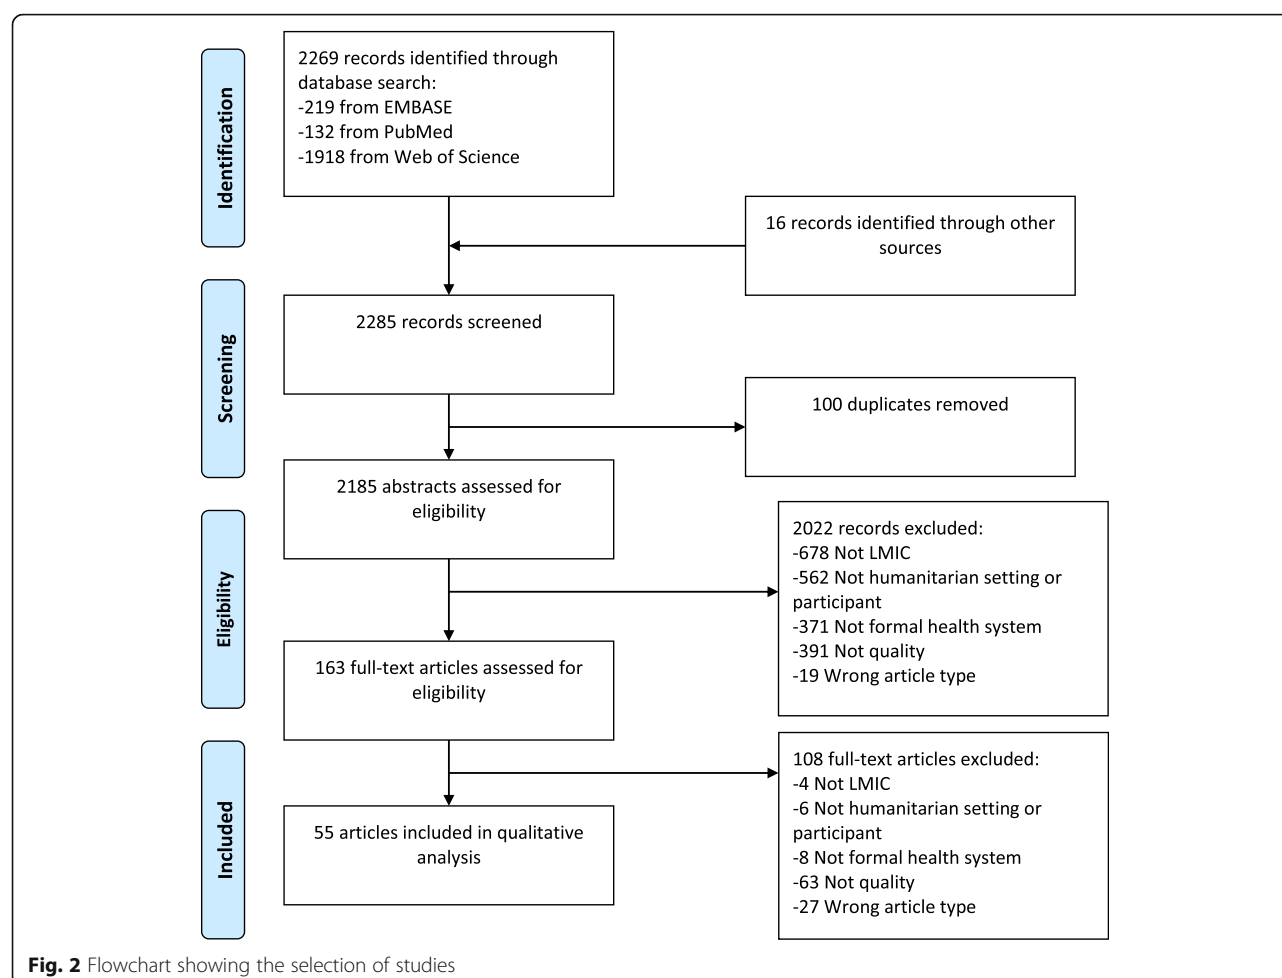 Identification
2269 records identified through
database search:
-219 from EMBASE
-132 from PubMed
-1918 from Web of Science
16 records identified through other
sources
Screening
2285 records screened
100 duplicates removed
2185 abstracts assessed for
eligibility
Eligibility
2022 records excluded:
-678 Not LMIC
-562 Not humanitarian setting or
participant
-371 Not formal health system
-391 Not quality
-19 Wrong article type
163 full-text articles assessed for
eligibility
Included
108 full-text articles excluded:
-4 Not LMIC
-6 Not humanitarian setting or
participant
-8 Not formal health system
-63 Not quality
-27 Wrong article type
55 articles included in qualitative
analysis
Fig. 2 Flowchart showing the selection of studies